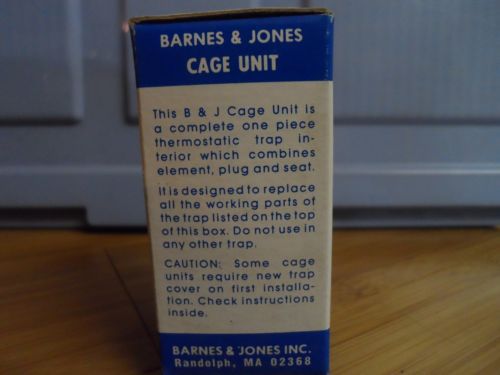 BARNES & JONES
CAGE UNIT
This B & J Cage Unit is
a complete one piece
thermostatic trap in-
terior which combines
element, plug and seat.
It is designed to replace
all the working parts of
the trap listed on the top
of this box. Do not use in
any other trap.
CAUTION: Some cage
units require new trap
cover on first installa-
tion. Check instructions
inside.
BARNES & JONES INC.
Randolph, MA 02368